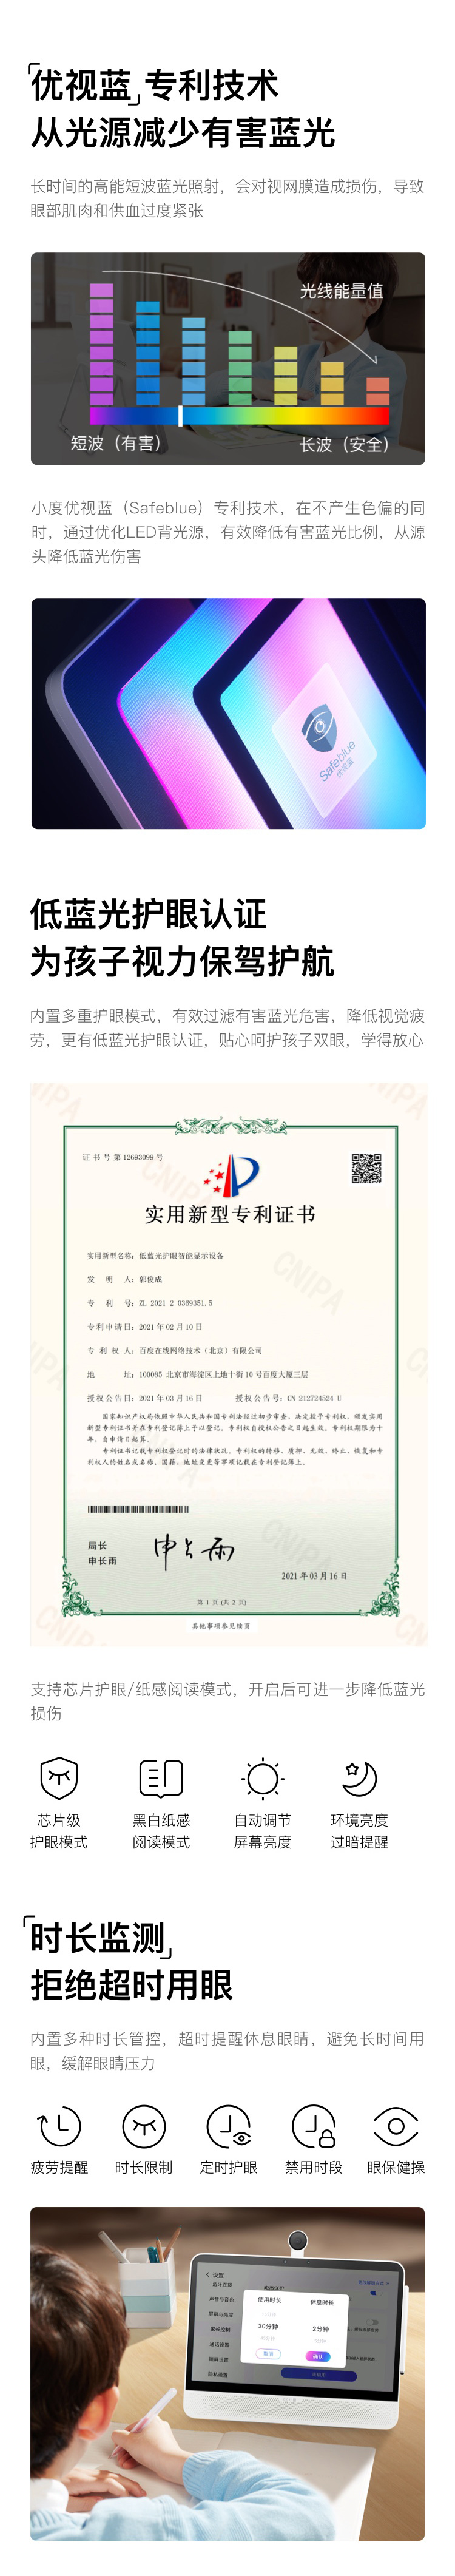 「优视蓝」专利技术
从光源减少有害蓝光
长时间的高能短波蓝光照射，会对视网膜造成损伤，导致
眼部肌肉和供血过度紧张
光线能量值
短波（有害）
长波（安全）
小度优视蓝（Safeblue）专利技术，在不产生色偏的同
时，通过优化LED背光源，有效降低有害蓝光比例，从源
头降低蓝光伤害
Safeblue
优视蓝
低蓝光护眼认证
为孩子视力保驾护航
内置多重护眼模式，有效过滤有害蓝光危害，降低视觉疲
劳，更有低蓝光护眼认证，贴心呵护孩子双眼，学得放心
CNIPA
证书号第12693099号
实用新型专利证书
实用新型名称：低蓝光护眼智能显示设备
发明人：郭俊成
专利号：ZL 2021 2 0369351.5
专利申请日：2021年02月10日
专利权人：百度在线网络技术（北京）有限公司
地址：100085 北京市海淀区上地十街10号百度大厦三层
授权公告日：2021年03月16日 授权公告号：CN 212724524 U
国家知识产权局依照中华人民共和国专利法经过初步审查，决定授予专利权，颁发实用
新型专利证书并在专利登记簿上予以登记。专利权自授权公告之日起生效。专利权期限为十
年，自申请日起算。
专利证书记载专利权登记时的法律状况。专利权的转移、质押、无效、终止、恢复和专
利权人的姓名或名称、国籍、地址变更等事项记载在专利登记簿上。
局长
申长雨
申长雨
2021年03月16日
第 1 页 (共 2 页)
其他事项参见续页
支持芯片护眼/纸感阅读模式，开启后可进一步降低蓝光
损伤
芯片级 黑白纸感 自动调节 环境亮度
护眼模式 阅读模式 屏幕亮度 过暗提醒
「时长监测」
拒绝超时用眼
内置多种时长管控，超时提醒休息眼睛，避免长时间用
眼，缓解眼睛压力
疲劳提醒 时长限制 定时护眼 禁用时段 眼保健操
设置
蓝牙连接
声音与音色
屏幕与亮度
家长控制
通话设置
锁屏设置
隐私设置
使用时长 休息时长
30分钟 2分钟
取消 确认